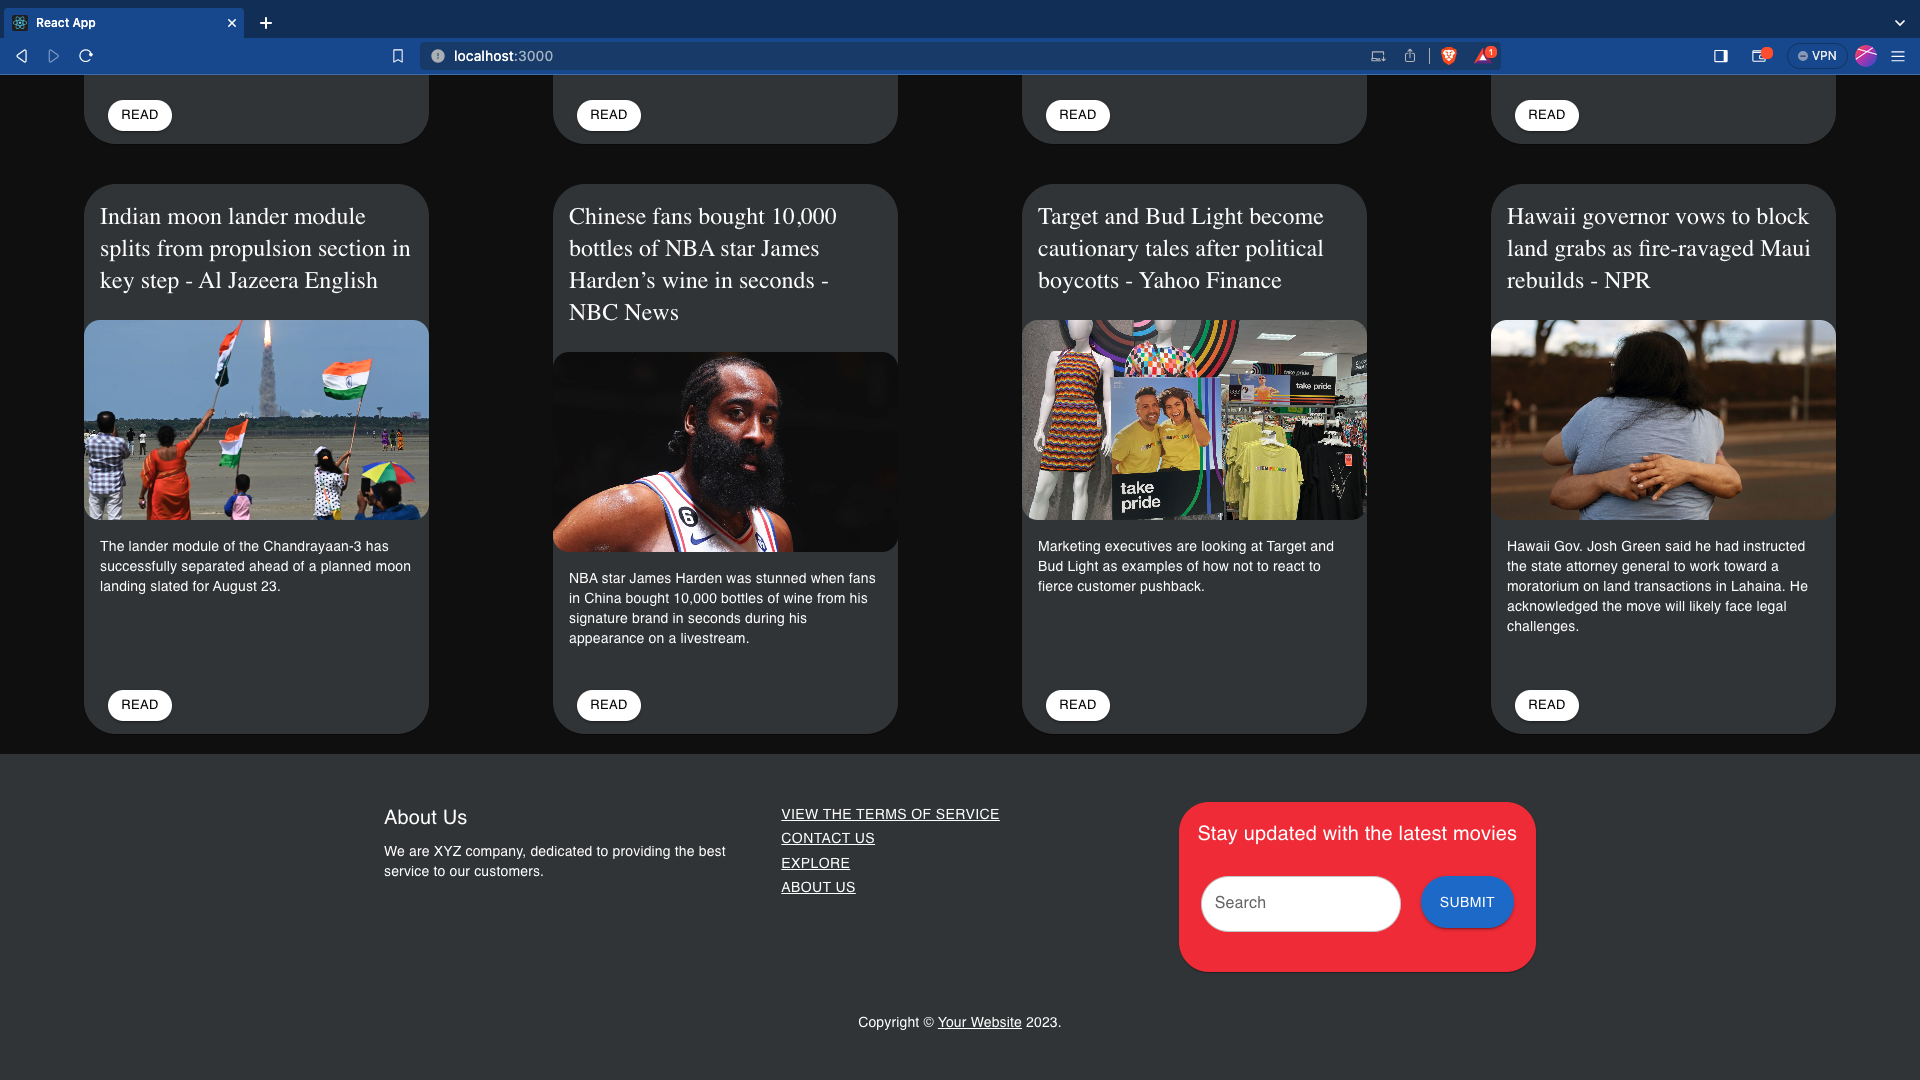 React App
localhost:3000
1
VPN
READ
READ
READ
READ
Indian moon lander module
splits from propulsion section in
key step - Al Jazeera English
take pride
The lander module of the Chandrayaan-3 has
successfully separated ahead of a planned moon
landing slated for August 23.
READ
Chinese fans bought 10,000
bottles of NBA star James
Harden’s wine in seconds -
NBC News
6
NBA star James Harden was stunned when fans
in China bought 10,000 bottles of wine from his
signature brand in seconds during his
appearance on a livestream.
READ
Target and Bud Light become
cautionary tales after political
boycotts - Yahoo Finance
take pride
take
pride
Marketing executives are looking at Target and
Bud Light as examples of how not to react to
fierce customer pushback.
READ
Hawaii governor vows to block
land grabs as fire-ravaged Maui
rebuilds - NPR
Hawaii Gov. Josh Green said he had instructed
the state attorney general to work toward a
moratorium on land transactions in Lahaina. He
acknowledged the move will likely face legal
challenges.
READ
About Us
We are XYZ company, dedicated to providing the best
service to our customers.
VIEW THE TERMS OF SERVICE
CONTACT US
EXPLORE
ABOUT US
Stay updated with the latest movies
Search
SUBMIT
Copyright © Your Website 2023.